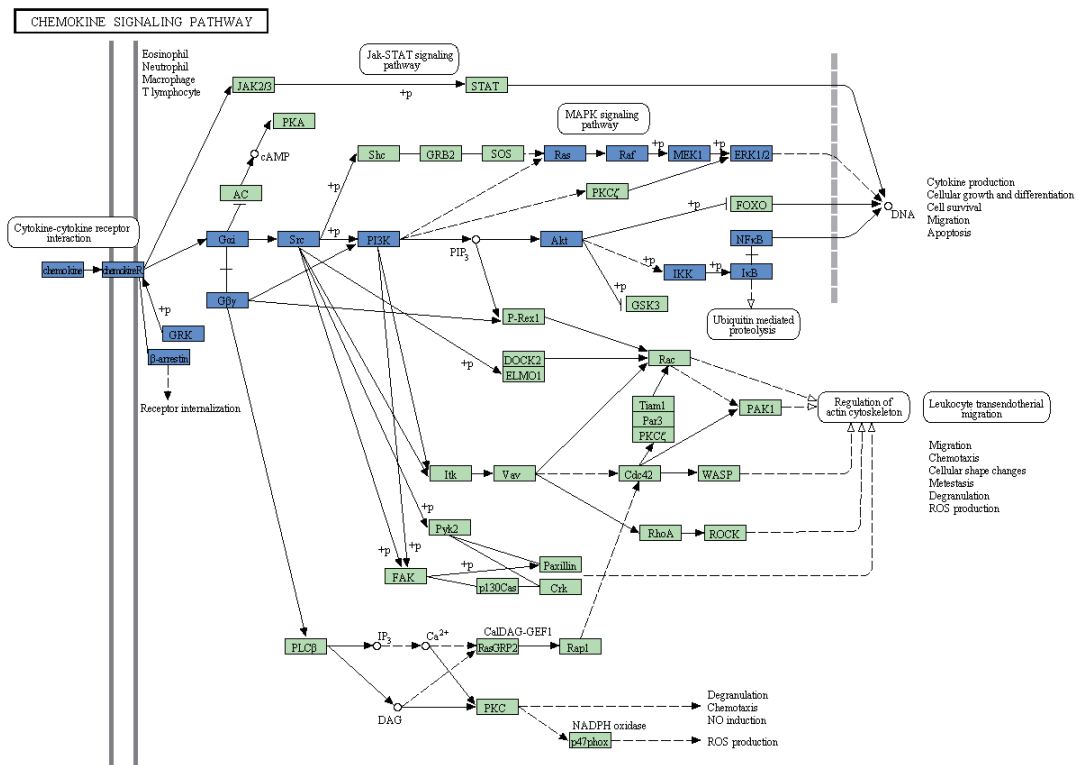 CHEMOKINE SIGNALING PATHWAY
Eosinophil
Neutrophil
Macrophage
T lymphocyte
Jak-STAT signaling
pathway
JAK2/3
+p
STAT
PKA
cAMP
MAPK signaling
pathway
Shc
GRB2
SOS
Ras
Raf
+p
MEK1
+p
ERK1/2
+p
AC
PKCζ
+p
FOXO
DNA
Cytokine production
Cellular growth and differentiation
Cell survival
Migration
Apoptosis
Cytokine-cytokine receptor
interaction
chemokine
chemokineR
Gαi
Src
+p
PI3K
PIP3
Akt
+p
IKK
+p
NFκB
IκB
+p
GSK3
Ubiquitin mediated
proteolysis
+p
Gβγ
GRK
β-arrestin
Receptor internalization
P-Rex1
+p
DOCK2
ELMO1
Rac
Tiam1
Par3
PKCζ
PAK1
Regulation of
actin cytoskeleton
Leukocyte transendotherial
migration
Itk
Vav
Cdc42
WASP
Migration
Chemotaxis
Cellular shape changes
Metestasis
Degranulation
ROS production
+p
Pyk2
RhoA
ROCK
+p
+p
FAK
+p
Paxillin
p130Cas
Crk
PLCβ
IP3
Ca2+
CalDAG-GEF1
RasGRP2
Rap1
DAG
PKC
Degranulation
Chemotaxis
NO induction
NADPH oxidase
p47phox
ROS production